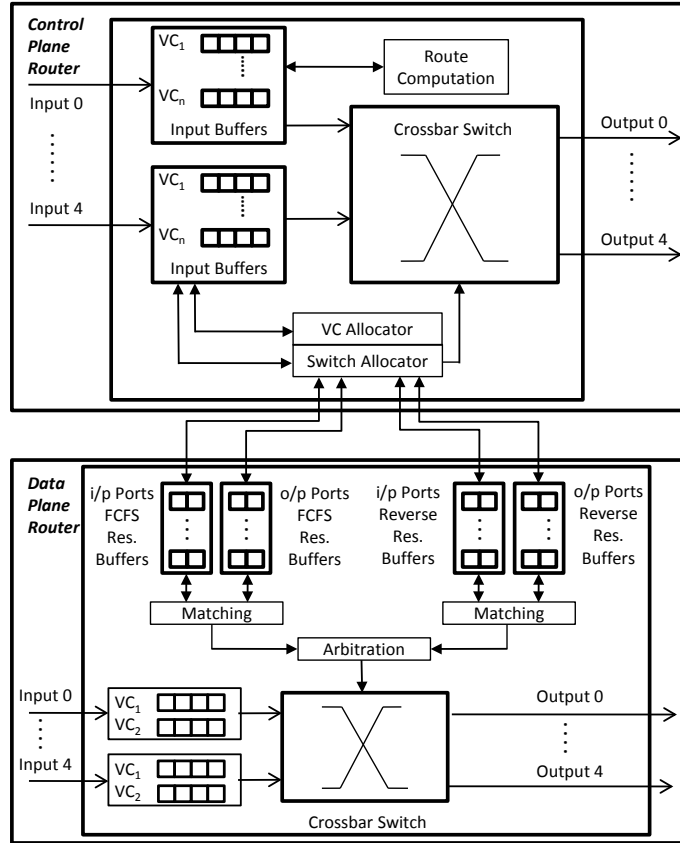 Control
Plane
Router
Input 0
Input 4
VC1
VCn
Input Buffers
VC1
VCn
Input Buffers
Route
Computation
Crossbar Switch
Output 0
Output 4
VC Allocator
Switch Allocator
Data
Plane
Router
i/p Ports
FCFS
Res.
Buffers
o/p Ports
FCFS
Res.
Buffers
i/p Ports
Reverse
Res.
Buffers
o/p Ports
Reverse
Res.
Buffers
Matching
Matching
Arbitration
Input 0
Input 4
VC1
VC2
VC1
VC2
Output 0
Output 4
Crossbar Switch